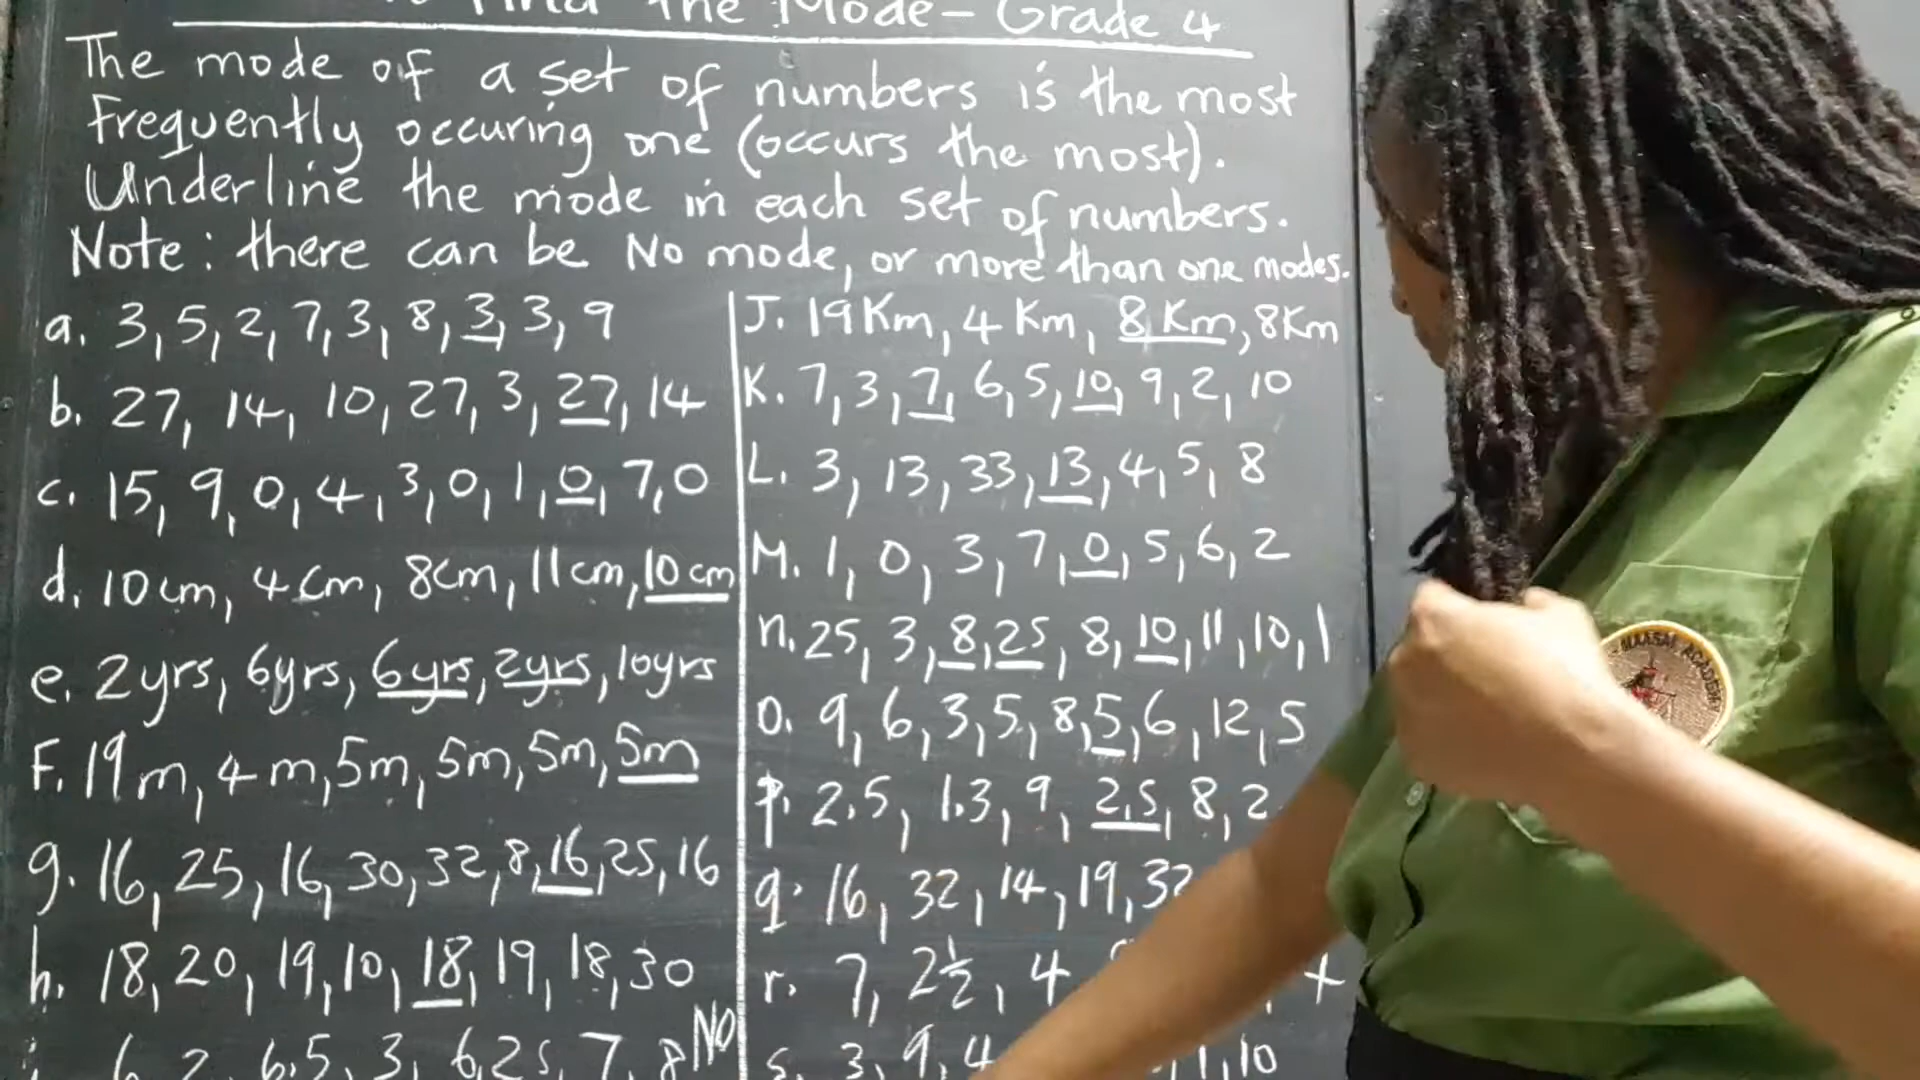 Find The Mode - Grade 4
The mode of a set of numbers is the most
Frequently occuring one (occurs the most).
Underline the mode in each set of numbers.
Note: there can be No mode, or more than one modes.
a. 3, 5, 2, 7, 3, 8, 3, 3, 9
b. 27, 14, 10, 27, 3, 27, 14
c. 15, 9, 0, 4, 3, 0, 1, 0, 7, 0
d. 10cm, 4cm, 8cm, 11cm, 10cm
e. 2yrs, 6yrs, 6yrs, 2yrs, 10yrs
F. 19m, 4m, 5m, 5m, 5m, 5m
g. 16, 25, 16, 30, 32, 8, 16, 25, 16
h. 18, 20, 19, 10, 18, 19, 18, 30
i. 6, 2, 6.5, 3, 6.25, 7, 8 NO
J. 19Km, 4Km, 8Km, 8Km
K. 7, 3, 7, 6, 5, 10, 9, 2, 10
L. 3, 13, 33, 13, 4, 5, 8
M. 1, 0, 3, 7, 0, 5, 6, 2
n. 25, 3, 8, 25, 8, 10, 11, 10, 1
O. 9, 6, 3, 5, 8, 5, 6, 12, 5
p. 2.5, 1.3, 9, 2.5, 8, 2
q. 16, 32, 14, 19, 32
r. 7, 2½, 4
s. 3, 9, 4 1, 10
MAASAI ACADEMY